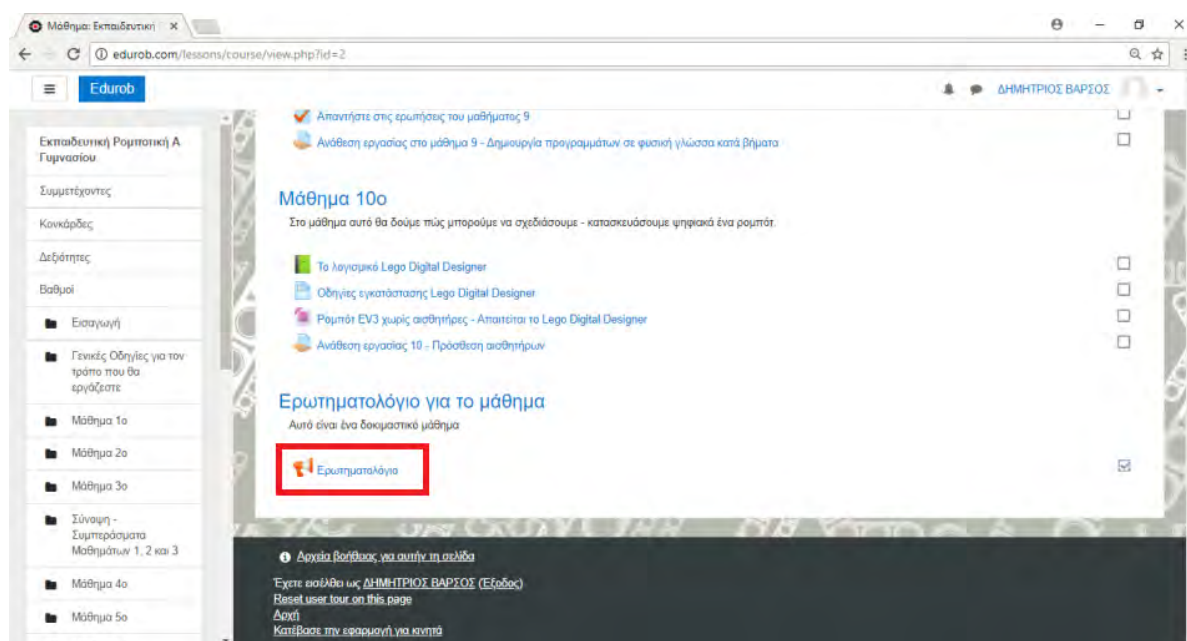 Μάθημα: Εκπαιδευτική
edurob.com/lessons/course/view.php?id=2
Edurob
ΔΗΜΗΤΡΙΟΣ ΒΑΡΣΟΣ
Εκπαιδευτική Ρομποτική Α
Γυμνασίου
Συμμετέχοντες
Κονκάρδες
Δεξιότητες
Βαθμοί
Εισαγωγή
Γενικές Οδηγίες για τον
τρόπο που θα
εργάζεστε
Μάθημα 1ο
Μάθημα 2ο
Μάθημα 3ο
Σύνοψη -
Συμπεράσματα
Μαθημάτων 1, 2 και 3
Μάθημα 4ο
Μάθημα 5ο
Απαντήστε στις ερωτήσεις του μαθήματος 9
Ανάθεση εργασίας στο μάθημα 9 - Δημιουργία προγραμμάτων σε φυσική γλώσσα κατά βήματα
Μάθημα 10ο
Στο μάθημα αυτό θα δούμε πώς μπορούμε να σχεδιάσουμε - κατασκευάσουμε ψηφιακά ένα ρομπότ.
Το λογισμικό Lego Digital Designer
Οδηγίες εγκατάστασης Lego Digital Designer
Ρομπότ EV3 χωρίς αισθητήρες - Απαιτείται το Lego Digital Designer
Ανάθεση εργασίας 10 - Πρόσθεση αισθητήρων
Ερωτηματολόγιο για το μάθημα
Αυτό είναι ένα δοκιμαστικό μάθημα
Ερωτηματολόγιο
Αρχεία βοήθειας για αυτήν τη σελίδα
Έχετε εισέλθει ως ΔΗΜΗΤΡΙΟΣ ΒΑΡΣΟΣ (Έξοδος)
Reset user tour on this page
Αρχή
Κατέβασε την εφαρμογή για κινητά